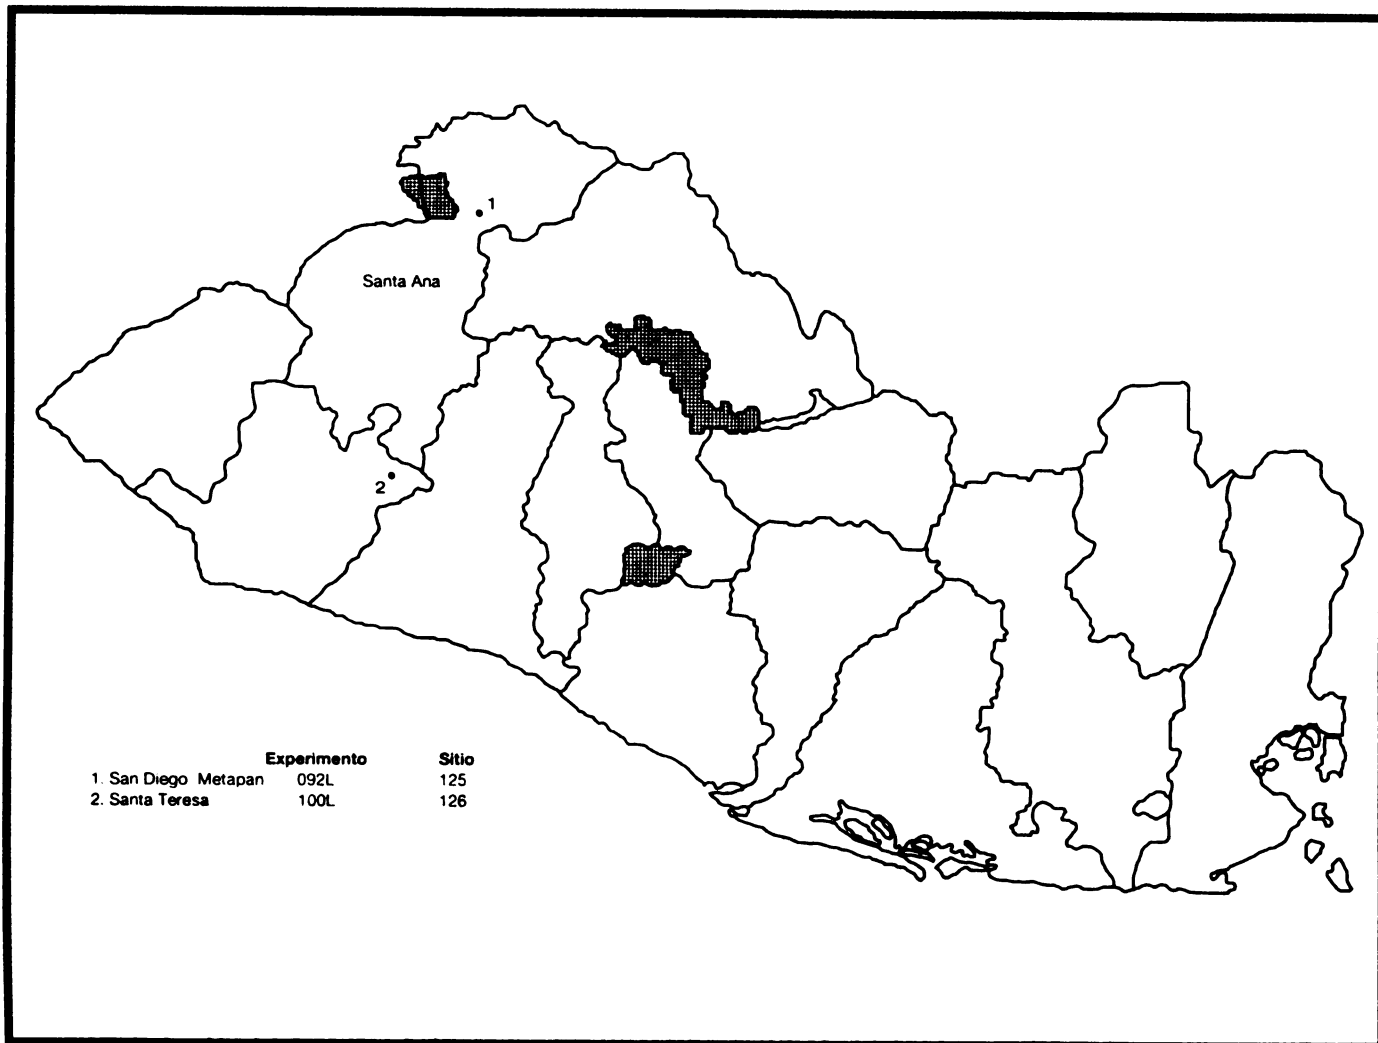 1
Santa Ana
2
Experimento Sitio
1. San Diego Metapan 092L 125
2. Santa Teresa 100L 126